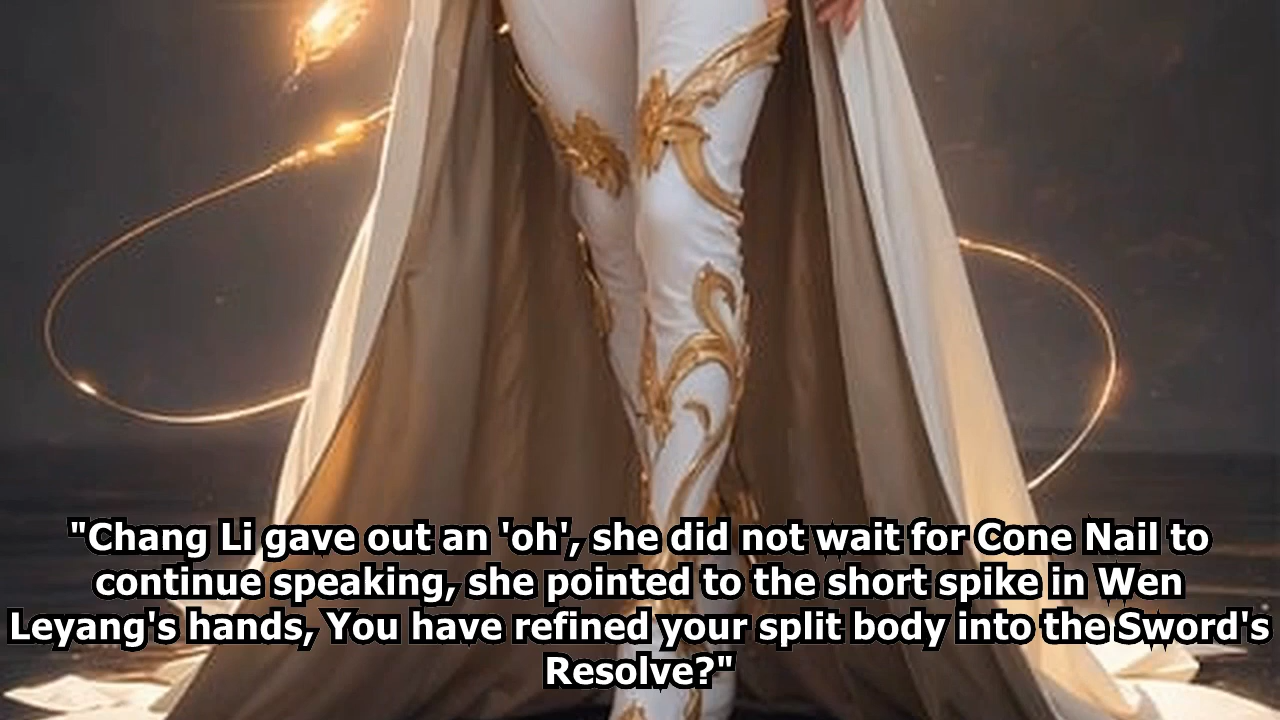 "Chang Li gave out an 'oh', she did not wait for Cone Nail to
continue speaking, she pointed to the short spike in Wen
Leyang's hands, You have refined your split body into the Sword's
Resolve?"